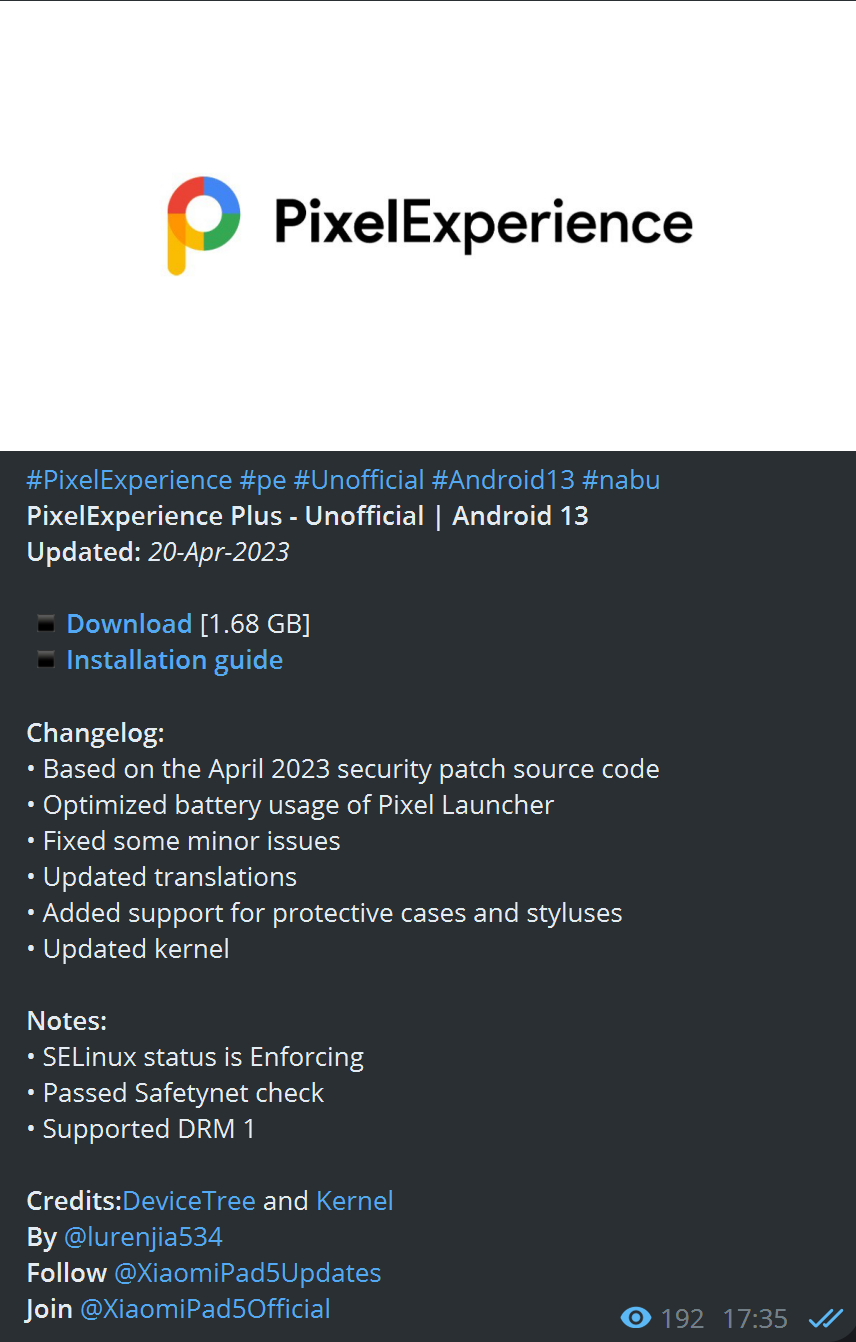 PixelExperience
#PixelExperience #pe #Unofficial #Android13 #nabu
PixelExperience Plus - Unofficial | Android 13
Updated: 20-Apr-2023
▪ Download [1.68 GB]
▪ Installation guide
Changelog:
• Based on the April 2023 security patch source code
• Optimized battery usage of Pixel Launcher
• Fixed some minor issues
• Updated translations
• Added support for protective cases and styluses
• Updated kernel
Notes:
• SELinux status is Enforcing
• Passed Safetynet check
• Supported DRM 1
Credits:DeviceTree and Kernel
By @lurenjia534
Follow @XiaomiPad5Updates
Join @XiaomiPad5Official
192 17:35